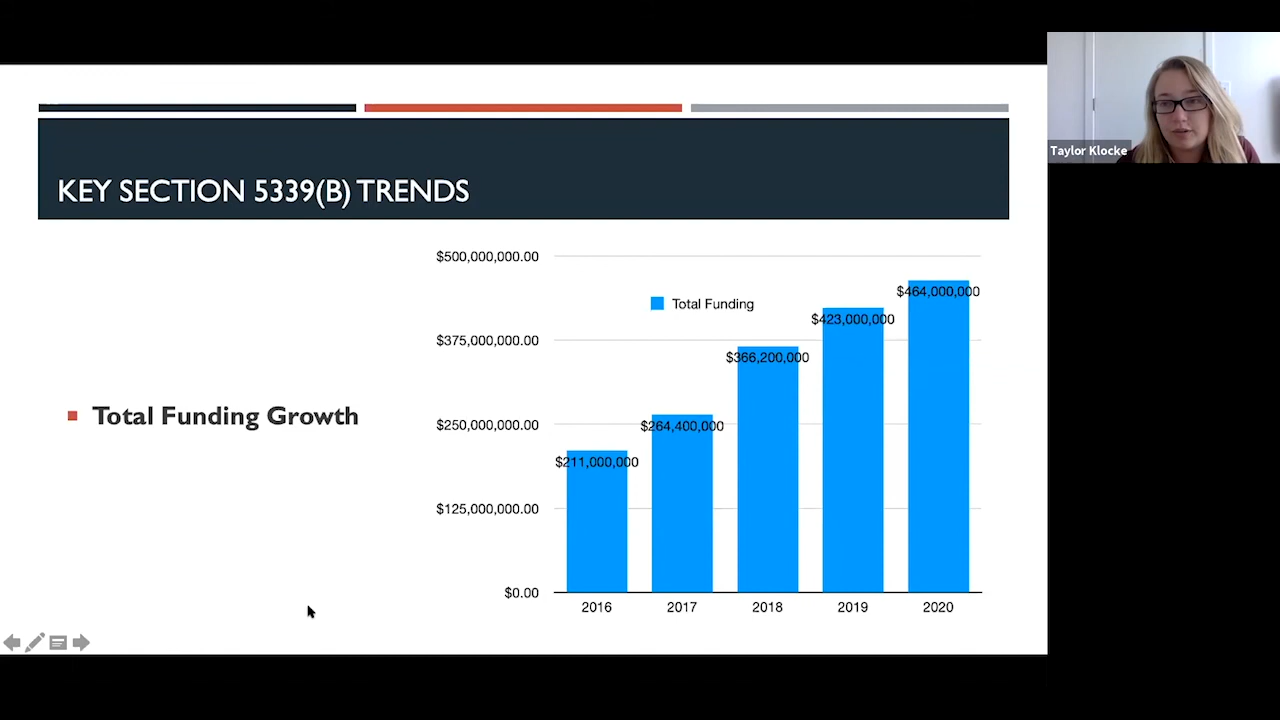 KEY SECTION 5339(B) TRENDS
Total Funding Growth
$500,000,000.00
$375,000,000.00
$250,000,000.00
$125,000,000.00
$0.00
Total Funding
$211,000,000
$264,400,000
$366,200,000
$423,000,000
$464,000,000
2016 2017 2018 2019 2020
Taylor Klocke